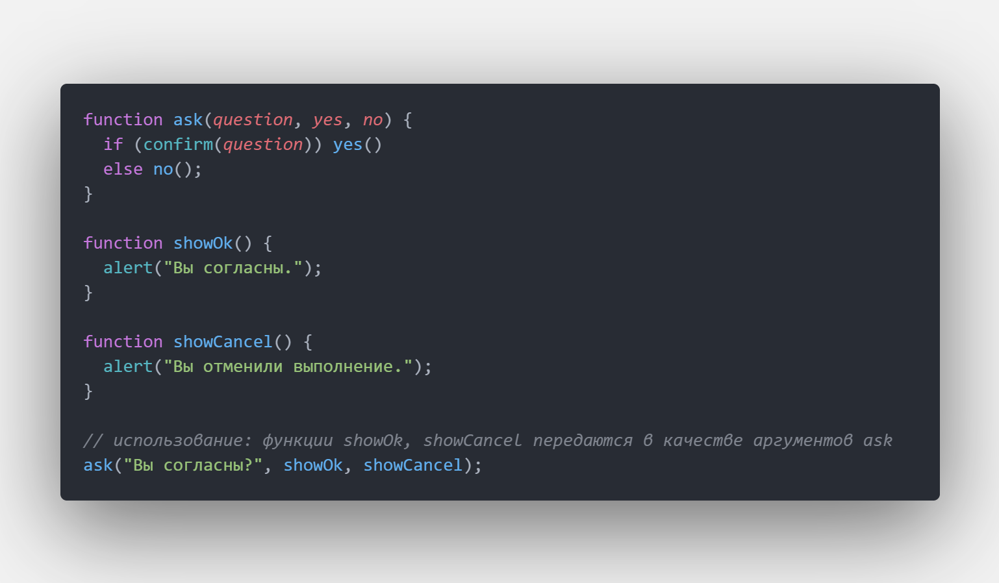 function ask(question, yes, no) {
  if (confirm(question)) yes()
  else no();
}

function showOk() {
  alert("Вы согласны.");
}

function showCancel() {
  alert("Вы отменили выполнение.");
}

// использование: функции showOk, showCancel передаются в качестве аргументов ask
ask("Вы согласны?", showOk, showCancel);